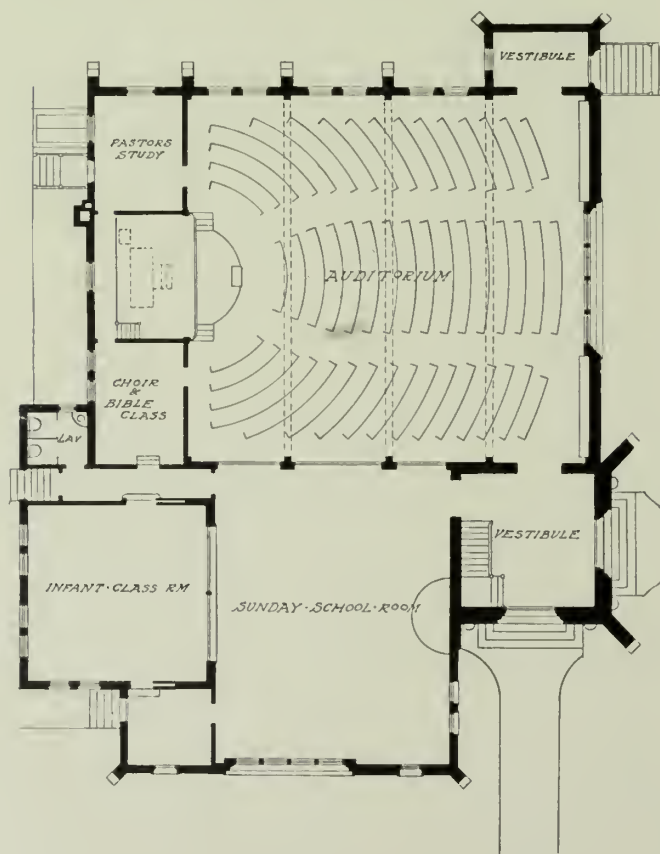 VESTIBULE
PASTORS
STUDY
AUDITORIUM
CHOIR
&
BIBLE
CLASS
LAV
VESTIBULE
INFANT·CLASS RM
SUNDAY·SCHOOL·ROOM